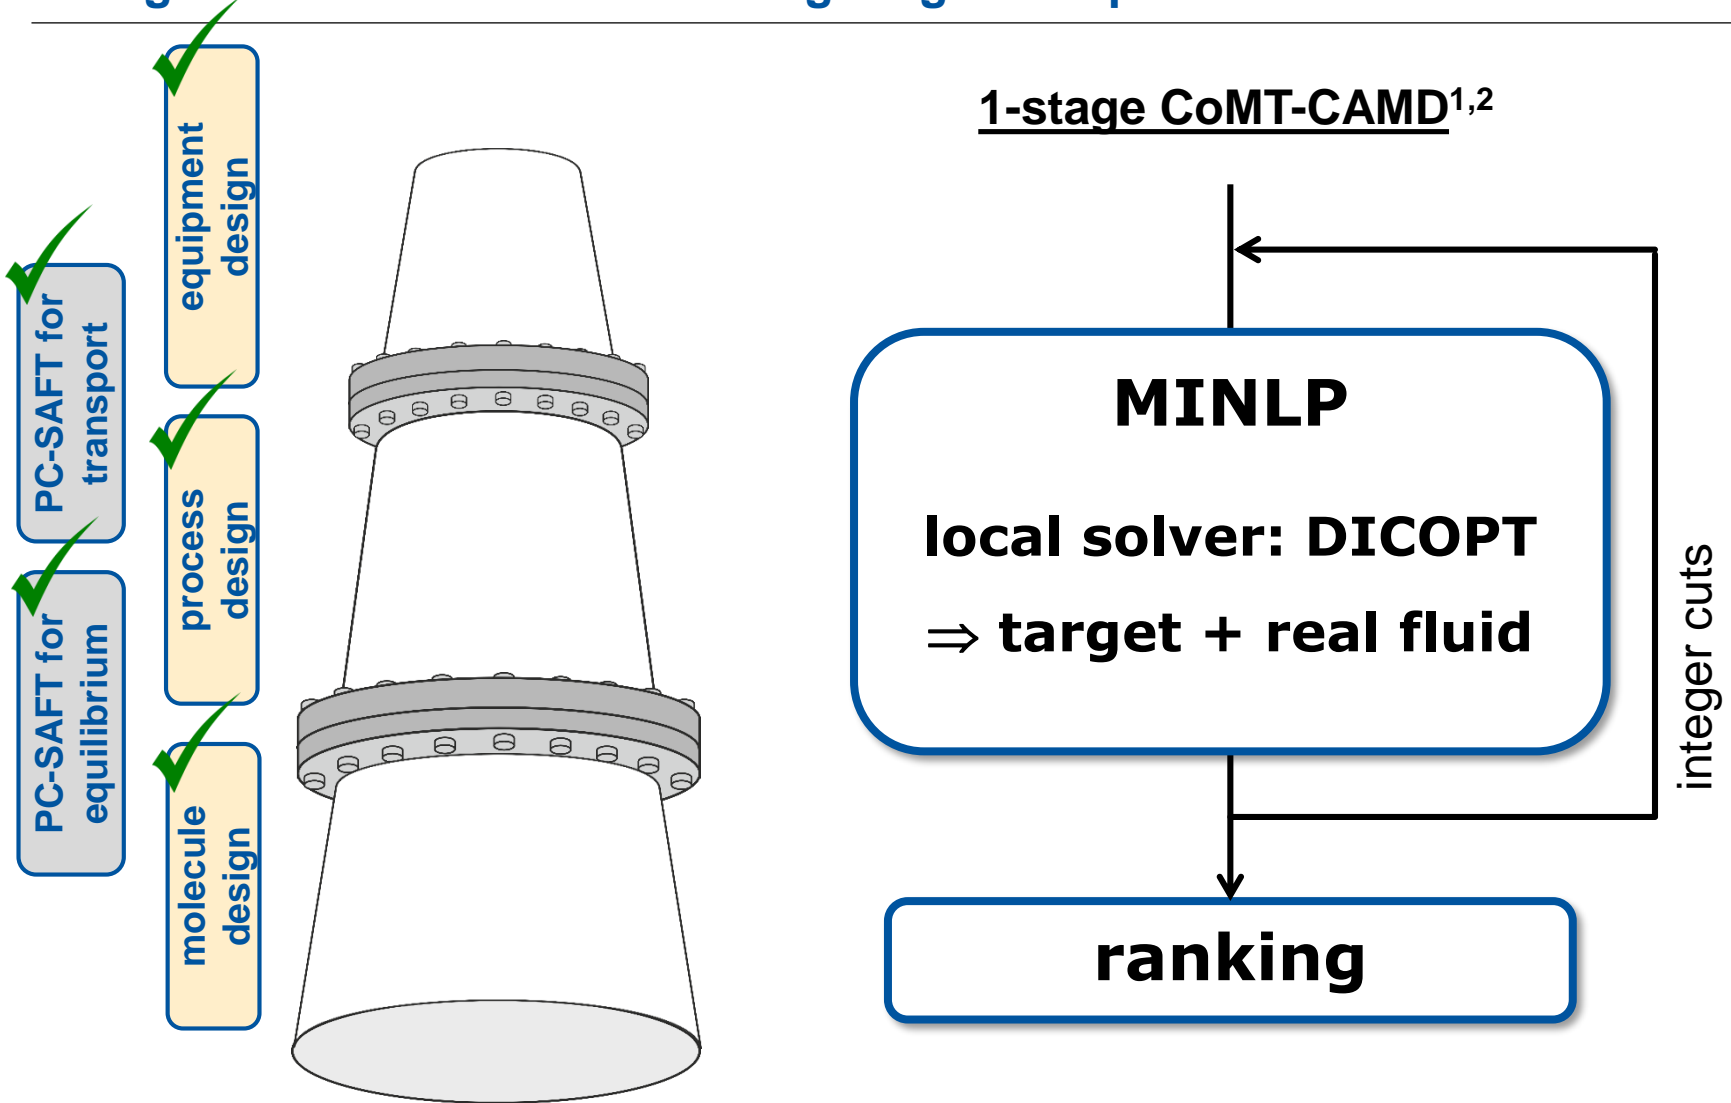 1-stage CoMT-CAMD1,2
equipment
design
PC-SAFT for
transport
process
design
PC-SAFT for
equilibrium
molecule
design
MINLP
local solver: DICOPT
⇒ target + real fluid
integer cuts
ranking